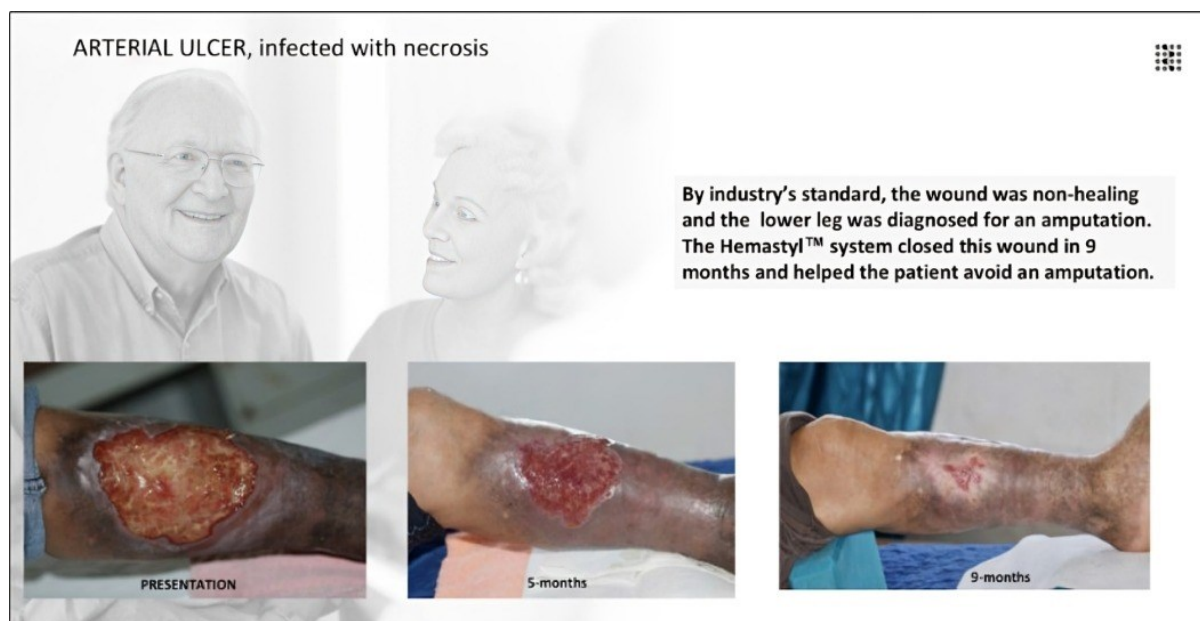 ARTERIAL ULCER, infected with necrosis
By industry's standard, the wound was non-healing
and the lower leg was diagnosed for an amputation.
The Hemastyl™ system closed this wound in 9
months and helped the patient avoid an amputation.
PRESENTATION
5-months
9-months